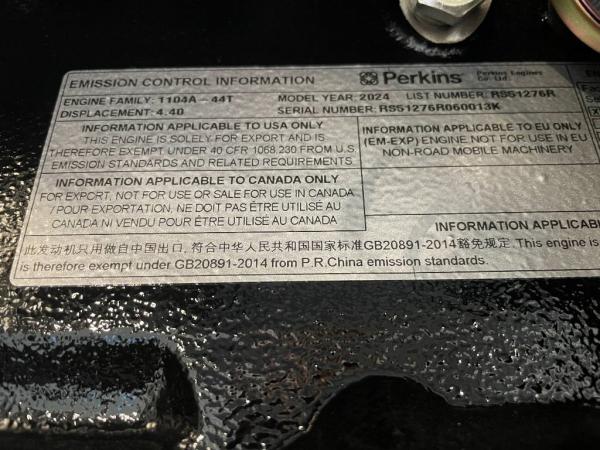 EMISSION CONTROL INFORMATION
Perkins
Perkins Engines
Co. Ltd.
ENGINE FAMILY: 1104A - 44T
MODEL YEAR: 2024
LIST NUMBER: RS51276R
DISPLACEMENT: 4.40
SERIAL NUMBER: RS51276R060013K
INFORMATION APPLICABLE TO USA ONLY
THIS ENGINE IS SOLELY FOR EXPORT AND IS
THEREFORE EXEMPT UNDER 40 CFR 1068.230 FROM U.S.
EMISSION STANDARDS AND RELATED REQUIREMENTS
INFORMATION APPLICABLE TO EU ONLY
(EM-EXP) ENGINE NOT FOR USE IN EU
NON-ROAD MOBILE MACHINERY
INFORMATION APPLICABLE TO CANADA ONLY
FOR EXPORT, NOT FOR USE OR SALE FOR USE IN CANADA
/ POUR EXPORTATION, NE DOIT PAS ÊTRE UTILISÉ AU
CANADA NI VENDU POUR ÊTRE UTILISÉ AU CANADA
INFORMATION APPLICABL
此发动机只用做自中国出口, 符合中华人民共和国国家标准GB20891-2014豁免规定. This engine is
is therefore exempt under GB20891-2014 from P.R.China emission standards.